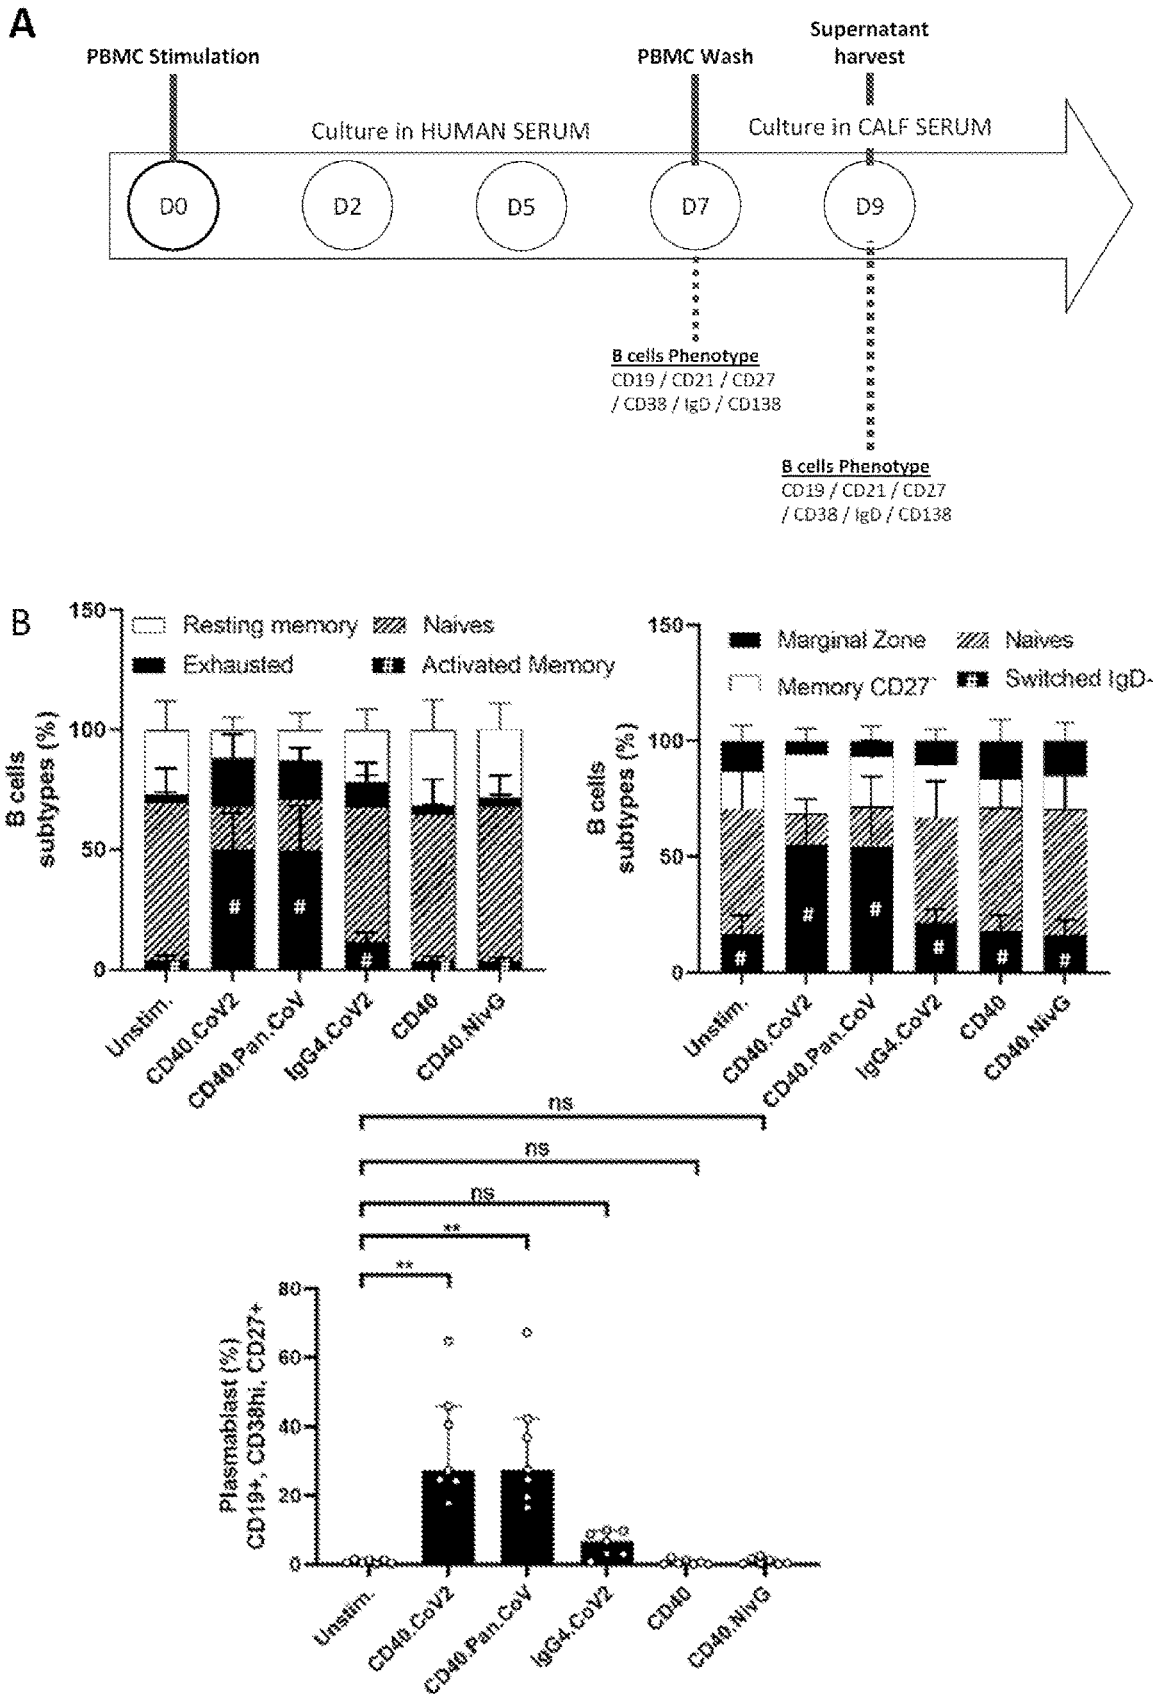 A
PBMC Stimulation
PBMC Wash
Supernatant
harvest
Culture in HUMAN SERUM
Culture in CALF SERUM
D0
D2
D5
D7
D9
B cells Phenotype
CD19 / CD21 / CD27
/ CD38 / IgD / CD138
B cells Phenotype
CD19 / CD21 / CD27
/ CD38 / IgD / CD138
B
B cells
subtypes (%)
150
100
50
0
Resting memory
Naives
Exhausted
# Activated Memory
#
#
#
#
#
#
Unstim.
CD40.CoV2
CD40.Pan.CoV
IgG4.CoV2
CD40
CD40.NivG
B cells
subtypes (%)
150
100
50
0
Marginal Zone
Naives
Memory CD27-
# Switched IgD-
#
#
#
#
#
#
Unstim.
CD40.CoV2
CD40.Pan.CoV
IgG4.CoV2
CD40
CD40.NivG
ns
ns
ns
**
**
Plasmablast (%)
CD19+, CD38hi, CD27+
80
60
40
20
0
Unstim.
CD40.CoV2
CD40.Pan.CoV
IgG4.CoV2
CD40
CD40.NivG